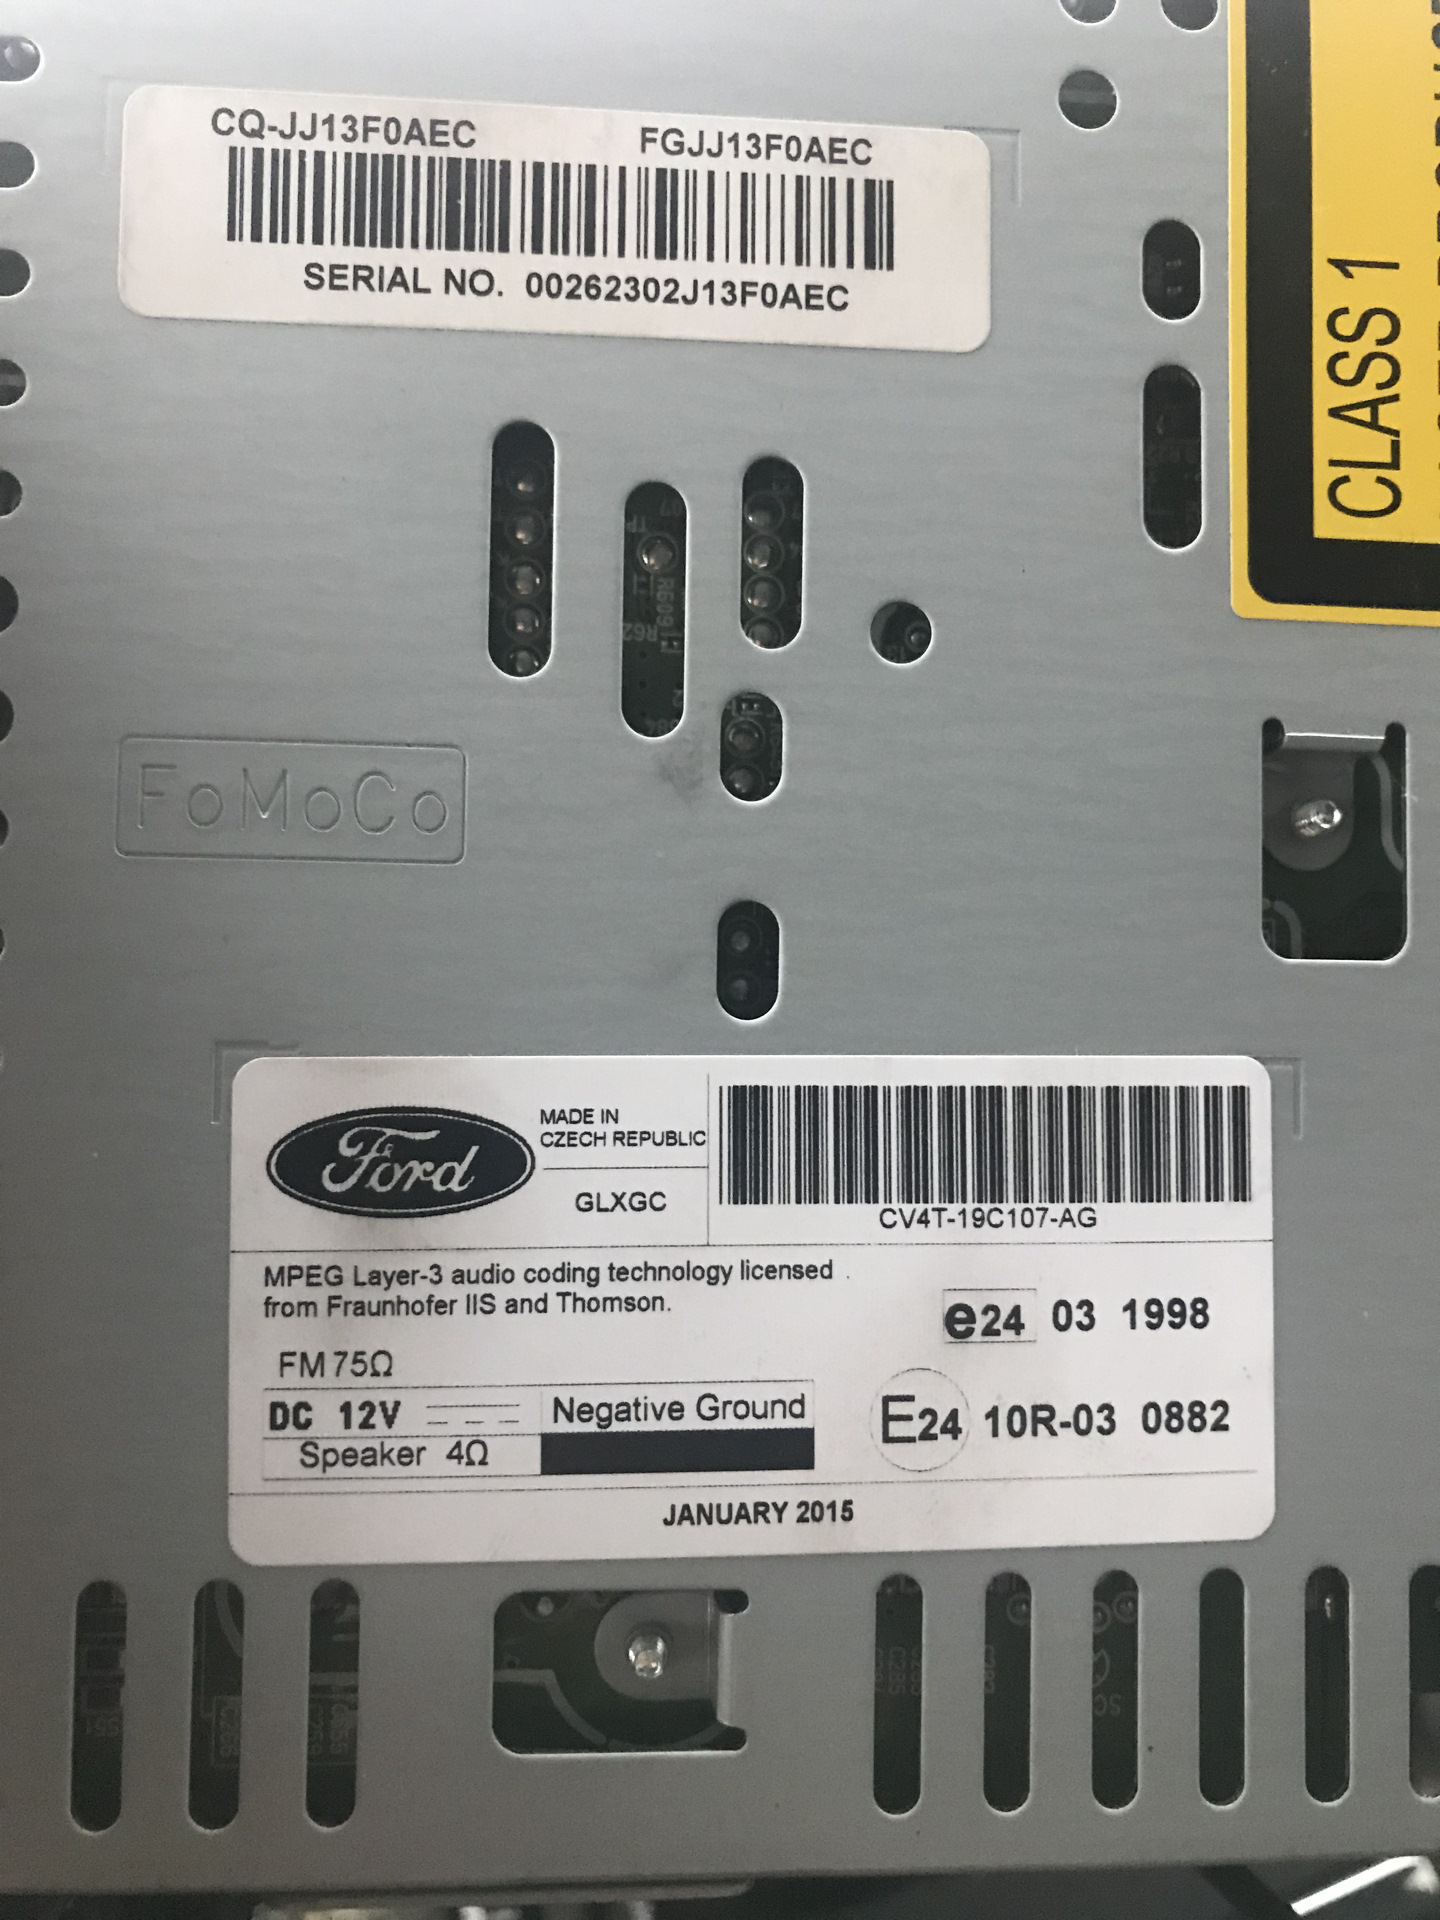 CQ-JJ13F0AEC FGJJ13F0AEC
SERIAL NO. 00262302J13F0AEC
CLASS 1
FoMoCo
Ford
MADE IN
CZECH REPUBLIC
GLXGC
CV4T-19C107-AG
MPEG Layer-3 audio coding technology licensed
from Fraunhofer IIS and Thomson.
e24 03 1998
FM 75Ω
DC 12V Negative Ground
Speaker 4Ω
E24 10R-03 0882
JANUARY 2015